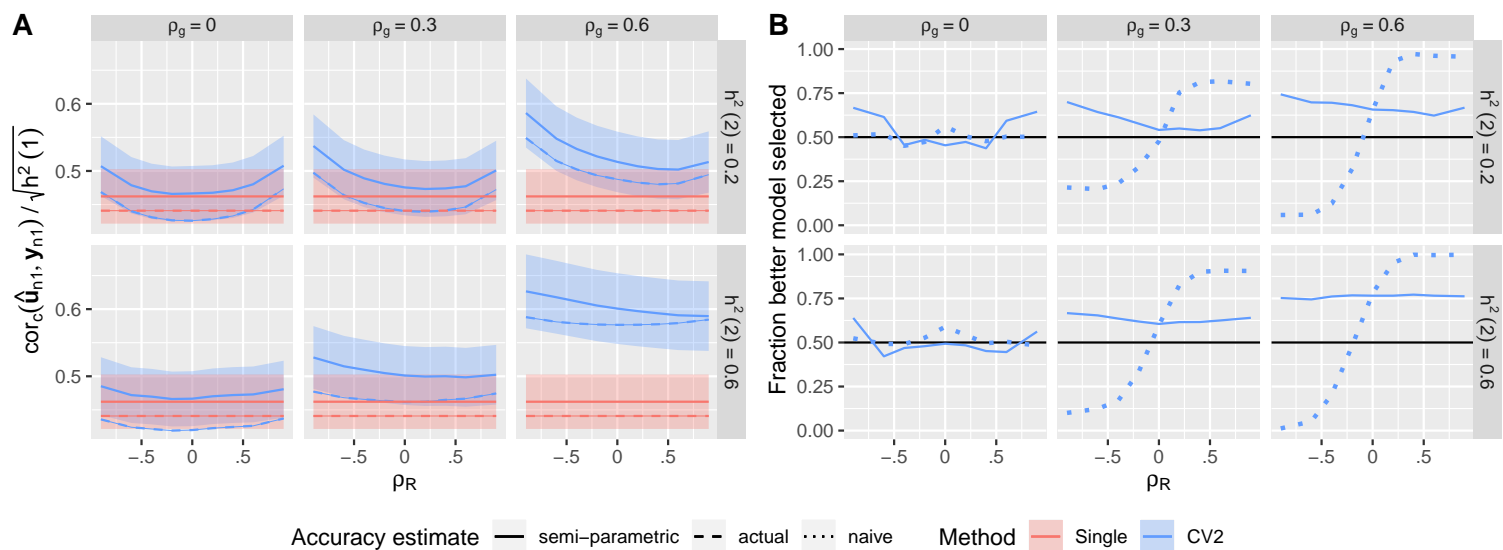 A
ρg = 0
ρg = 0.3
ρg = 0.6
h² (2) = 0.2
h² (2) = 0.6
0.6
0.5
0.6
0.5
cor_c(û_n1, y_n1) / √h² (1)
−.5 0 .5
−.5 0 .5
−.5 0 .5
ρR
B
ρg = 0
ρg = 0.3
ρg = 0.6
h² (2) = 0.2
h² (2) = 0.6
1.00
0.75
0.50
0.25
0.00
1.00
0.75
0.50
0.25
0.00
Fraction better model selected
−.5 0 .5
−.5 0 .5
−.5 0 .5
ρR
Accuracy estimate semi−parametric actual naive Method Single CV2